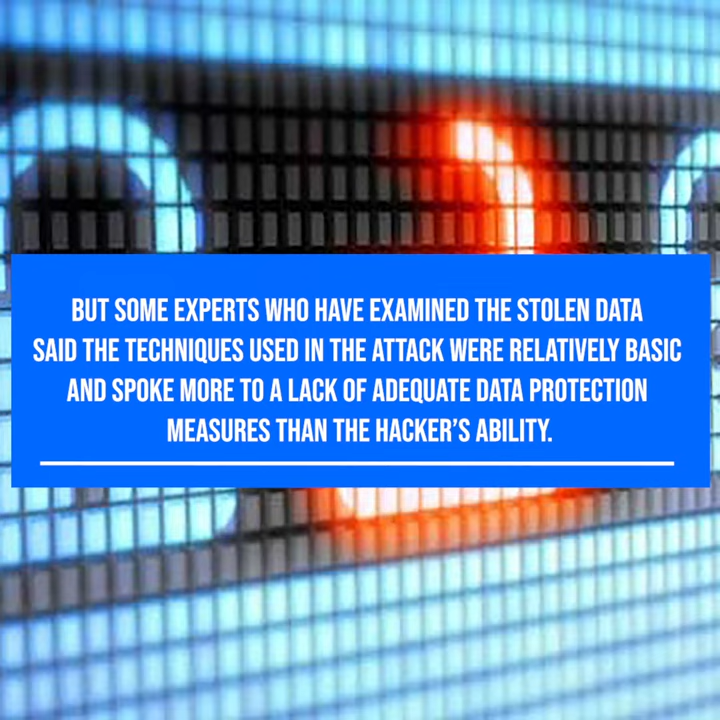 BUT SOME EXPERTS WHO HAVE EXAMINED THE STOLEN DATA
SAID THE TECHNIQUES USED IN THE ATTACK WERE RELATIVELY BASIC
AND SPOKE MORE TO A LACK OF ADEQUATE DATA PROTECTION
MEASURES THAN THE HACKER’S ABILITY.